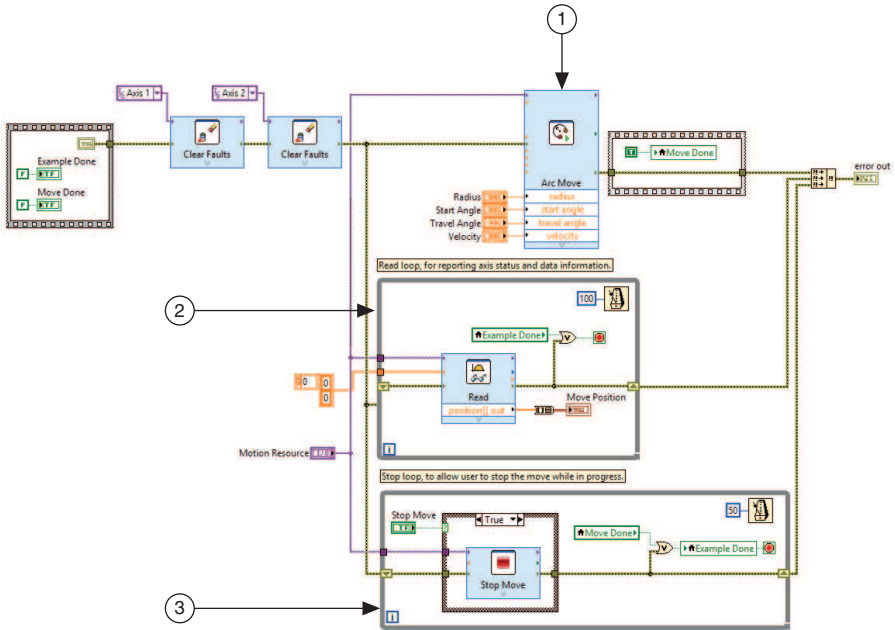 1
Axis 1
Axis 2
Example Done
F
TF
Move Done
F
TF
Clear Faults
Clear Faults
Arc Move
Radius
radius
Start Angle
start angle
Travel Angle
travel angle
Velocity
velocity
T
Move Done
error out
Read loop, for reporting axis status and data information.
2
100
Example Done
V
0
0
0
Read
position[] out
Move Position
i
Motion Resource
I/O
Stop loop, to allow user to stop the move while in progress.
Stop Move
TF
True
?
50
Move Done
V
Example Done
Stop Move
3
i